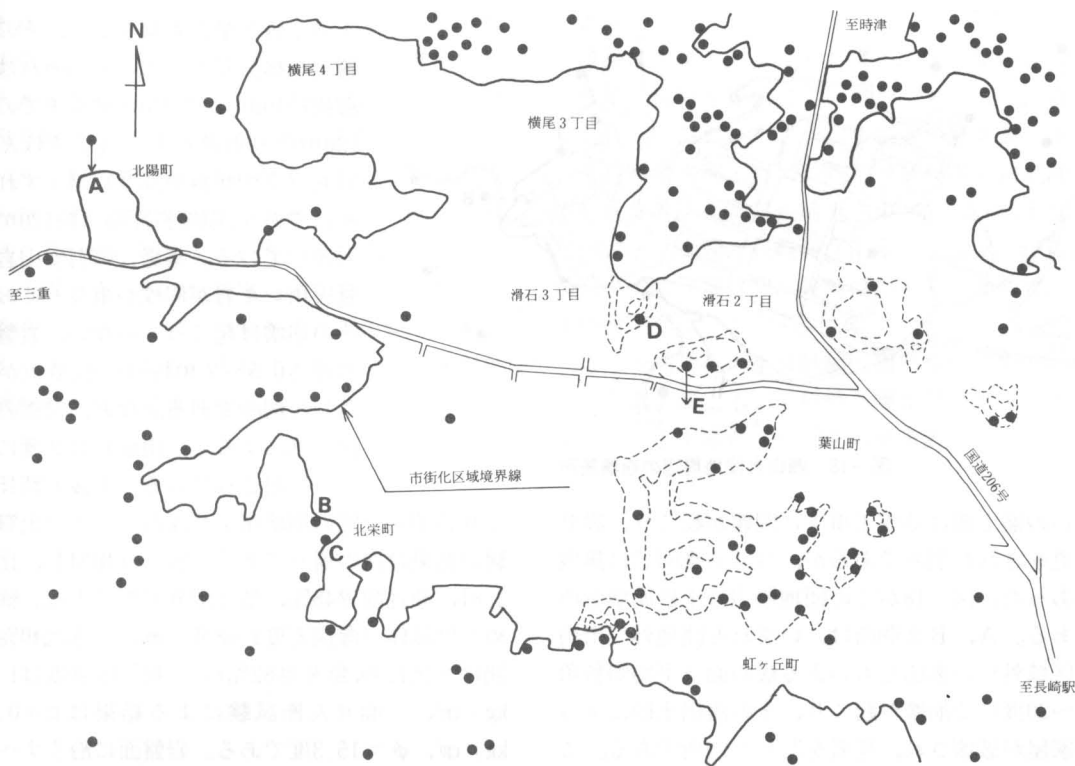 至時津
N
横尾4丁目
横尾3丁目
A
北陽町
至三重
滑石3丁目
滑石2丁目
D
E
葉山町
市街化区域境界線
国道206号
B
北栄町
C
虹ヶ丘町
至長崎駅